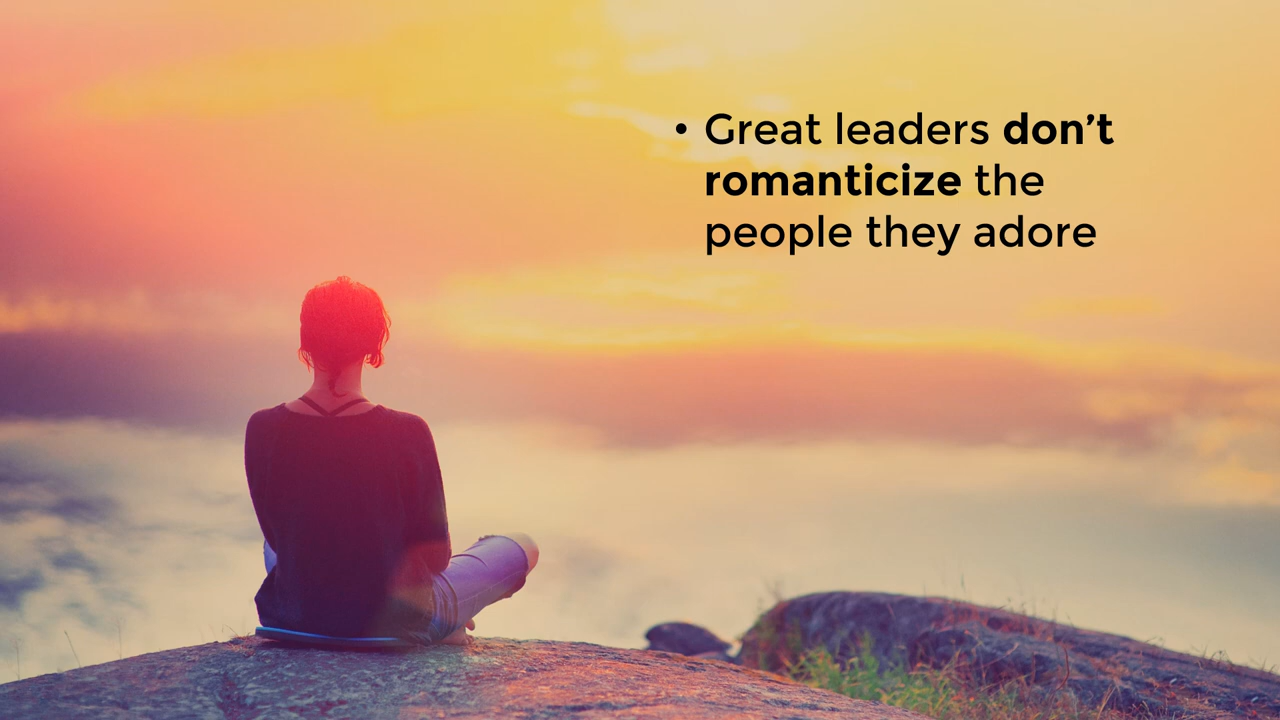 • Great leaders don’t
romanticize the
people they adore